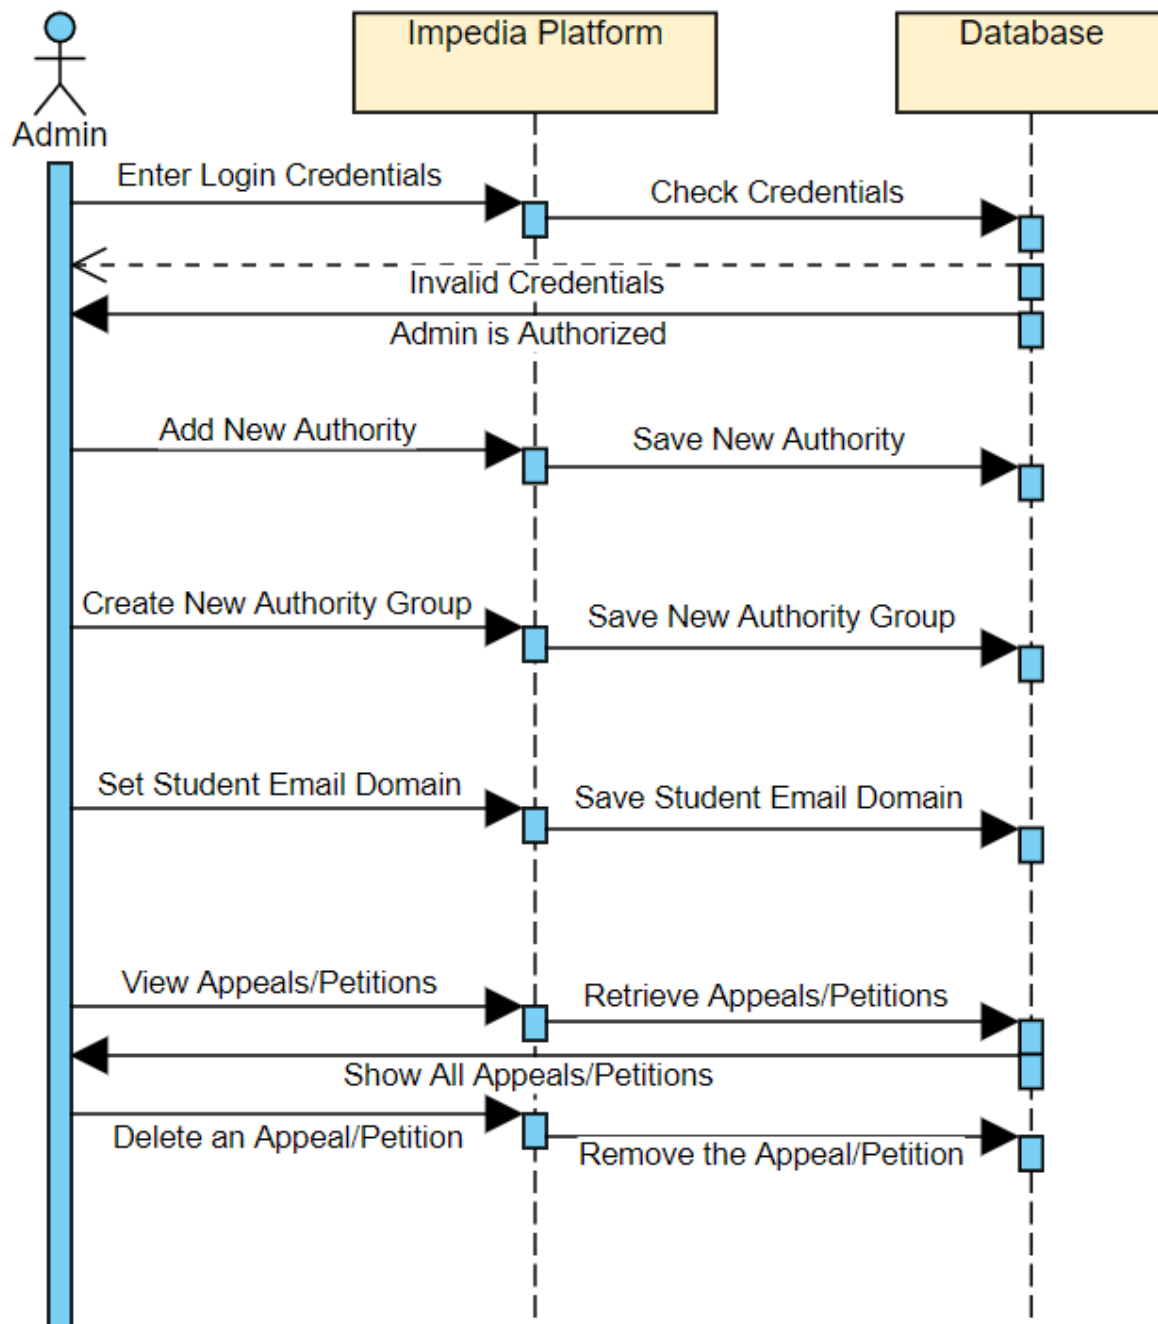 Impedia Platform
Database
Admin
Enter Login Credentials
Check Credentials
Invalid Credentials
Admin is Authorized
Add New Authority
Save New Authority
Create New Authority Group
Save New Authority Group
Set Student Email Domain
Save Student Email Domain
View Appeals/Petitions
Retrieve Appeals/Petitions
Show All Appeals/Petitions
Delete an Appeal/Petition
Remove the Appeal/Petition